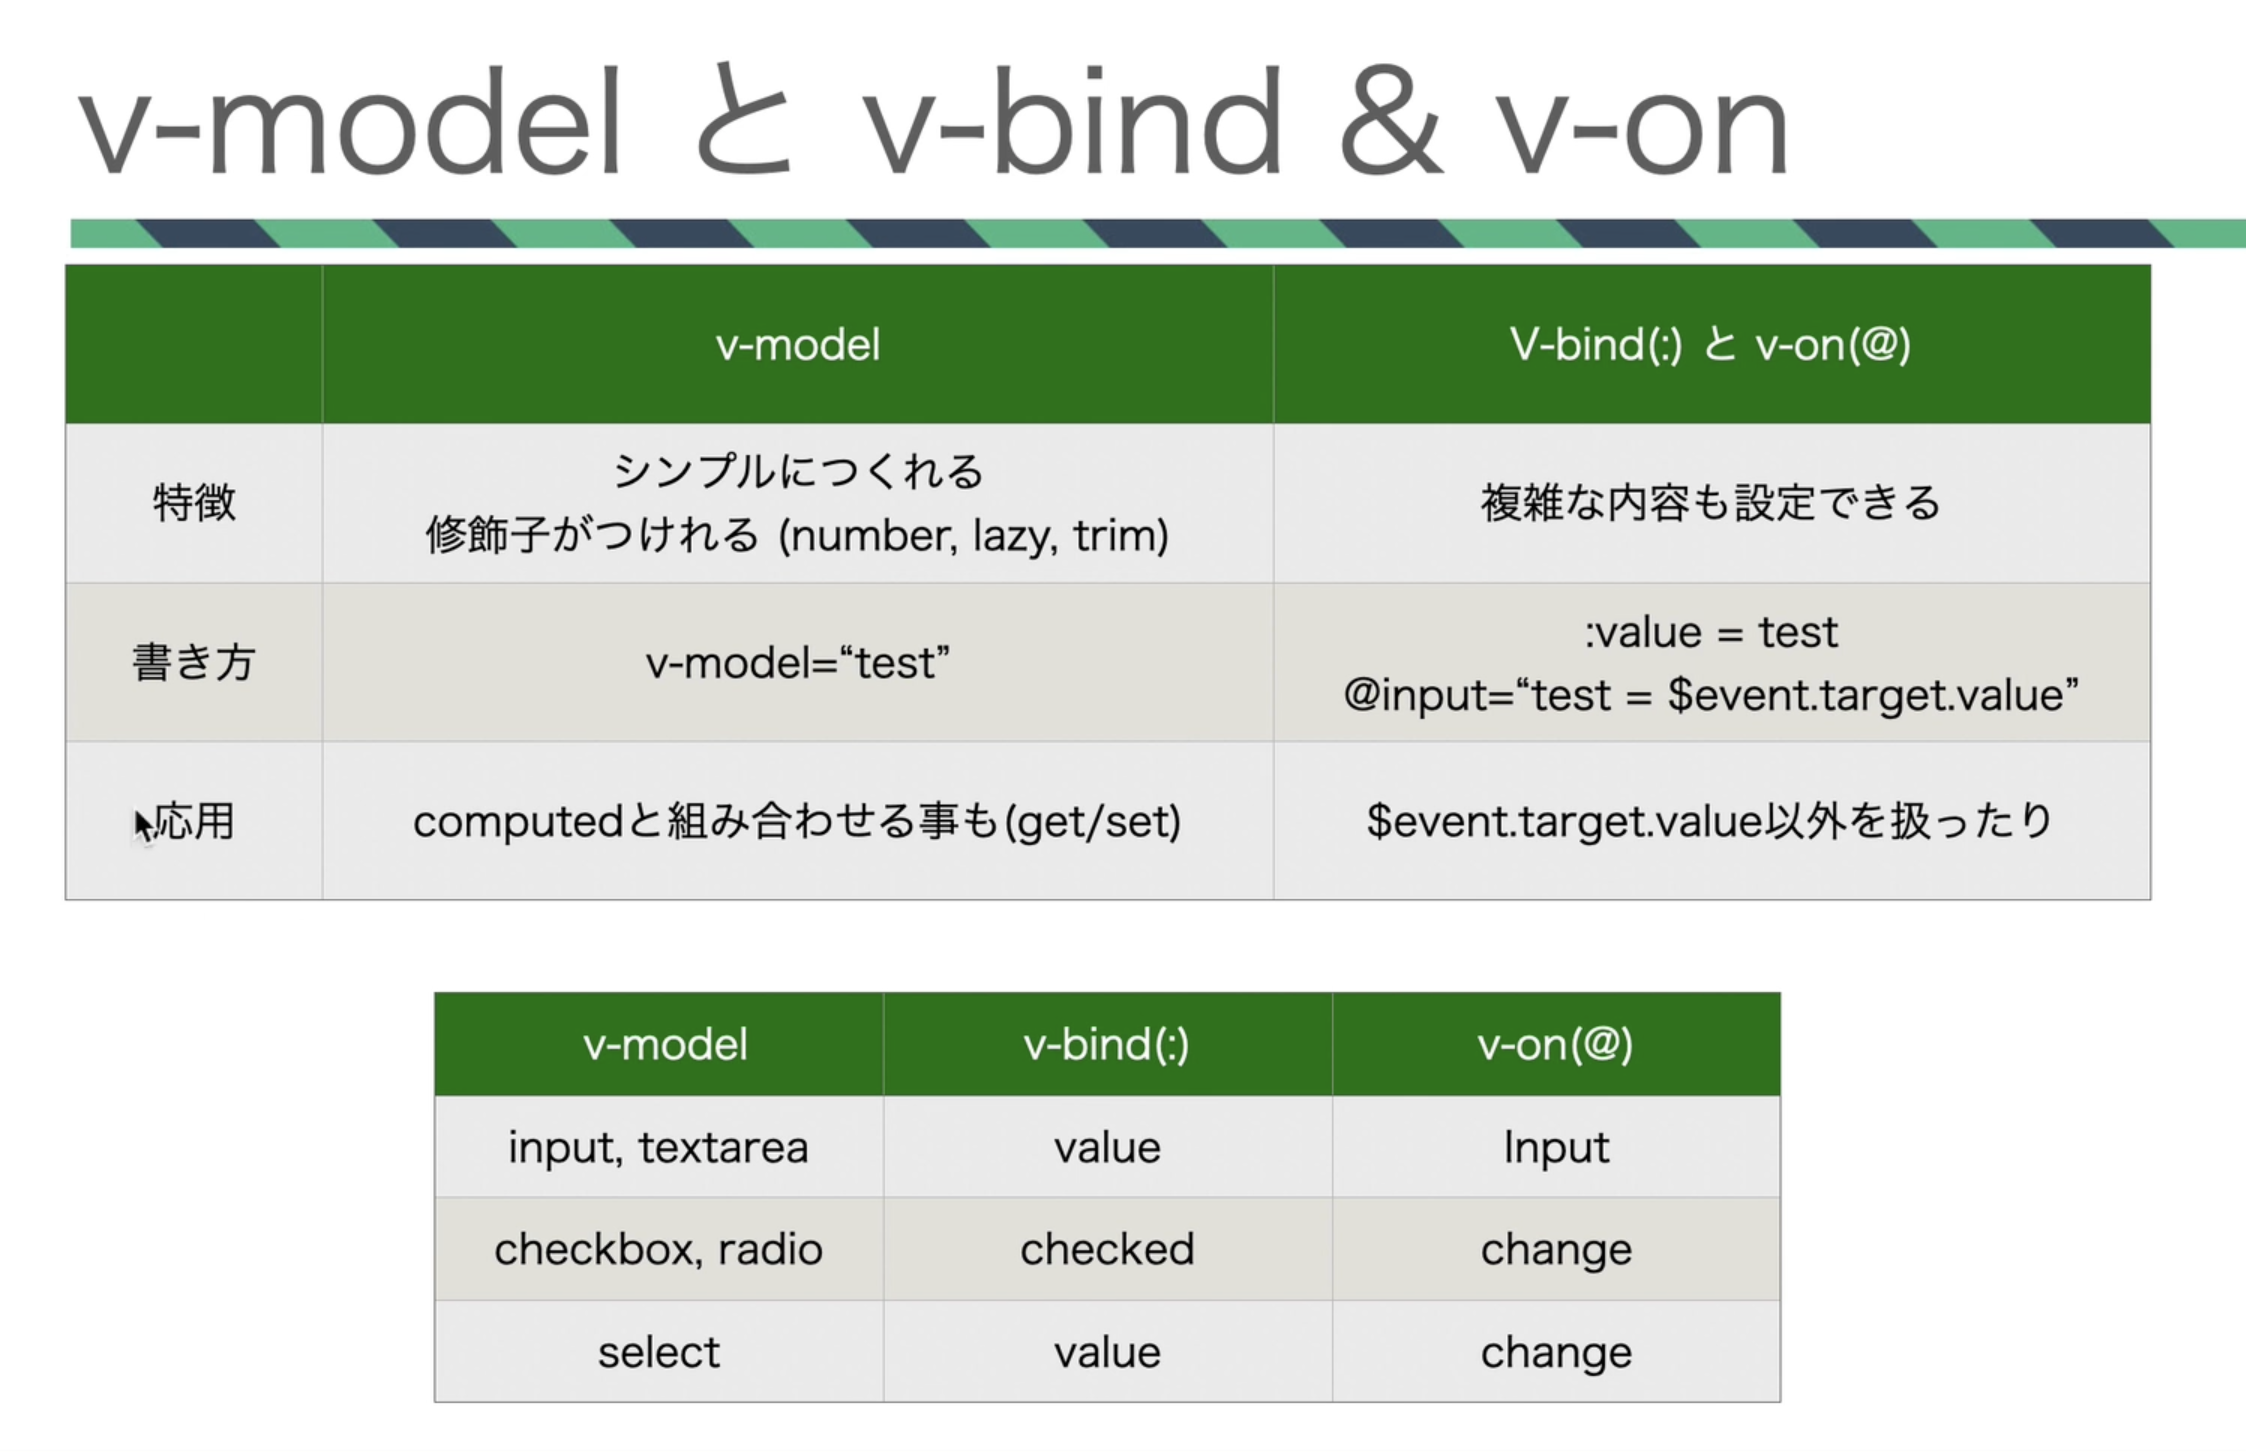 v-model と v-bind & v-on
v-model
V-bind(:) と v-on(@)
特徴
シンプルにつくれる
修飾子がつけれる (number, lazy, trim)
複雑な内容も設定できる
書き方
v-model=“test”
:value = test
@input=“test = $event.target.value”
応用
computedと組み合わせる事も(get/set)
$event.target.value以外を扱ったり
v-model
v-bind(:)
v-on(@)
input, textarea
value
Input
checkbox, radio
checked
change
select
value
change